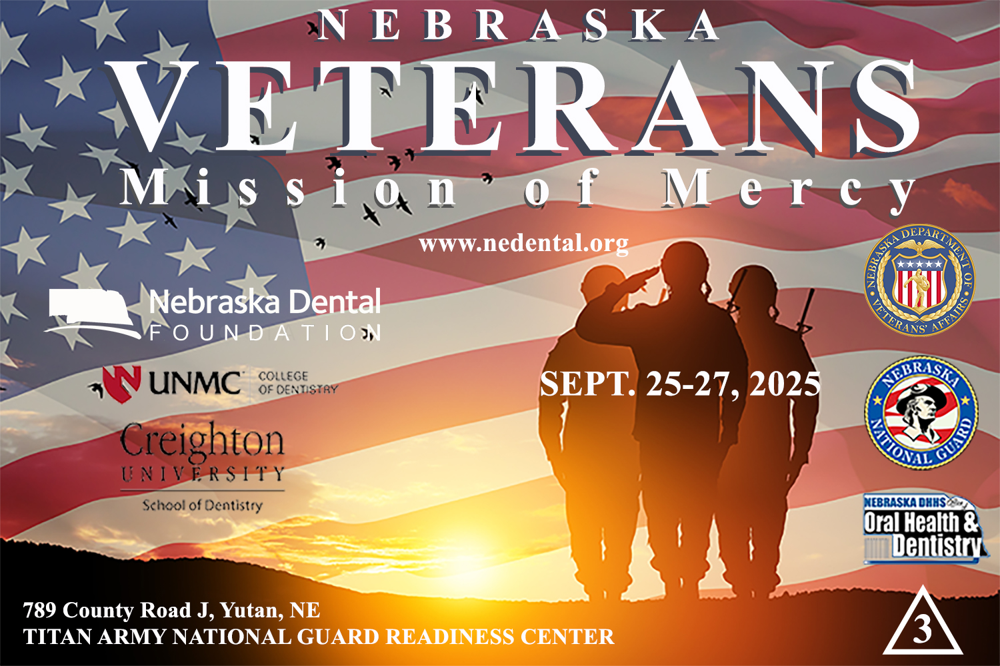 NEBRASKA
VETERANS
Mission of Mercy
www.nedental.org
NEBRASKA DEPARTMENT OF
VETERANS' AFFAIRS
Nebraska Dental
FOUNDATION
UNMC
COLLEGE
OF DENTISTRY
SEPT. 25-27, 2025
NEBRASKA
NATIONAL GUARD
Creighton
UNIVERSITY
School of Dentistry
NEBRASKA DHHS
Oral Health &
Dentistry
789 County Road J, Yutan, NE
TITAN ARMY NATIONAL GUARD READINESS CENTER
3